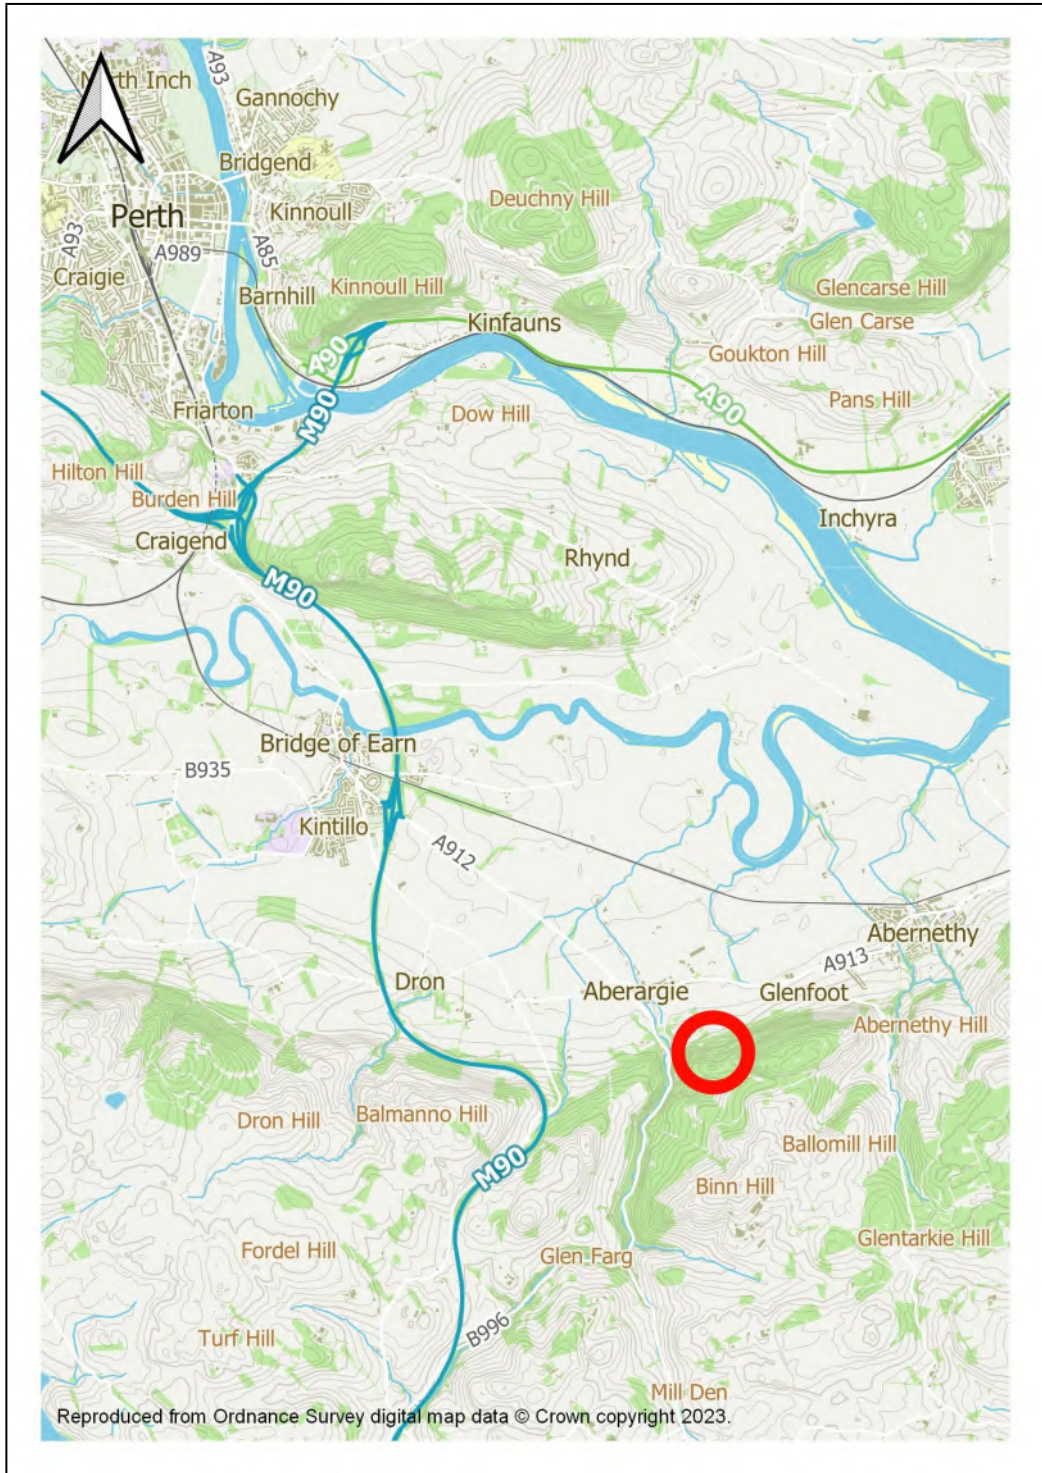 North Inch
A93
Gannochy
Bridgend
Deuchny Hill
Perth
Kinnoull
A93
A989
A85
Craigie
Kinnoull Hill
Glencarse Hill
Barnhill
Kinfauns
Glen Carse
A90
Goukton Hill
M90
A90
Pans Hill
Friarton
Dow Hill
Hilton Hill
Burden Hill
Inchyra
Craigend
Rhynd
M90
Bridge of Earn
B935
Kintillo
A912
Abernethy
A913
Dron
Aberargie
Glenfoot
Abernethy Hill
Dron Hill
Balmanno Hill
Ballomill Hill
M90
Binn Hill
Glentarkie Hill
Fordel Hill
Glen Farg
B996
Turf Hill
Mill Den
Reproduced from Ordnance Survey digital map data © Crown copyright 2023.